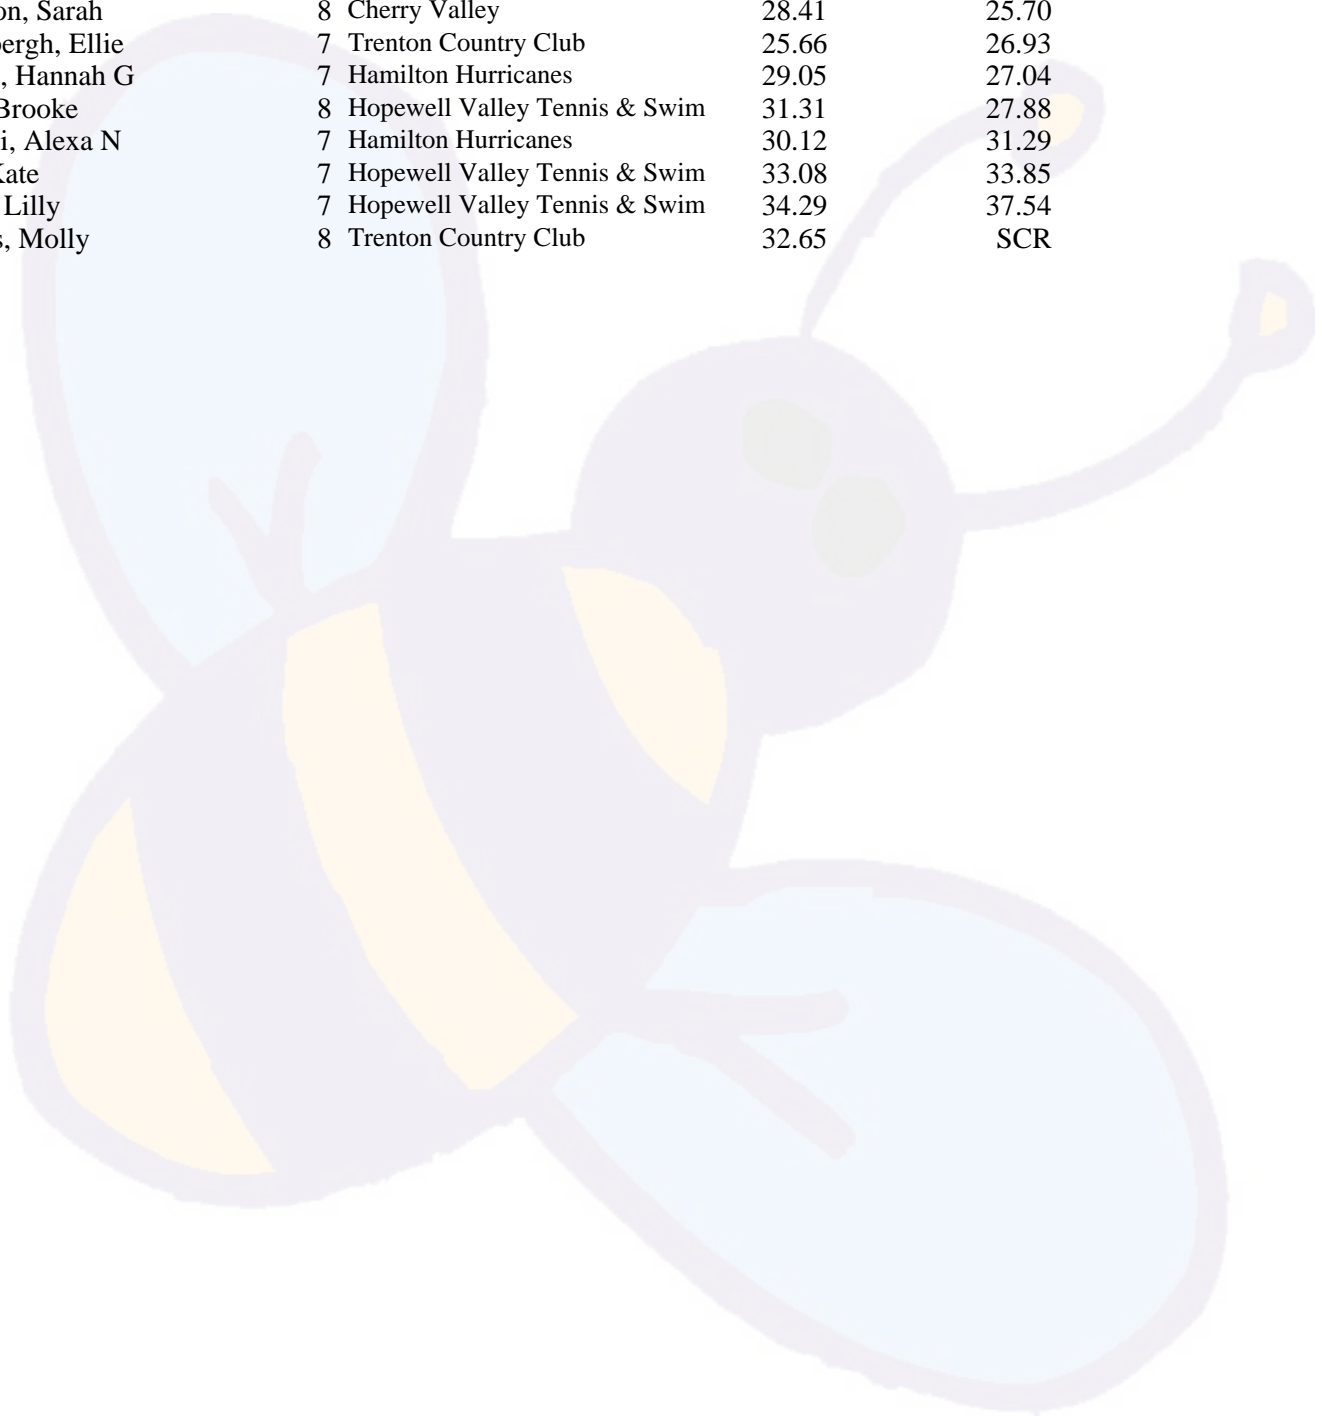 on, Sarah 8 Cherry Valley 28.41 25.70
bergh, Ellie 7 Trenton Country Club 25.66 26.93
, Hannah G 7 Hamilton Hurricanes 29.05 27.04
Brooke 8 Hopewell Valley Tennis & Swim 31.31 27.88
i, Alexa N 7 Hamilton Hurricanes 30.12 31.29
Kate 7 Hopewell Valley Tennis & Swim 33.08 33.85
Lilly 7 Hopewell Valley Tennis & Swim 34.29 37.54
s, Molly 8 Trenton Country Club 32.65 SCR